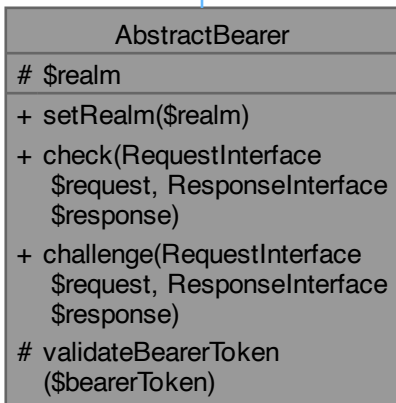 AbstractBearer
# $realm
+ setRealm($realm)
+ check(RequestInterface
$request, ResponseInterface
$response)
+ challenge(RequestInterface
$request, ResponseInterface
$response)
# validateBearerToken
($bearerToken)